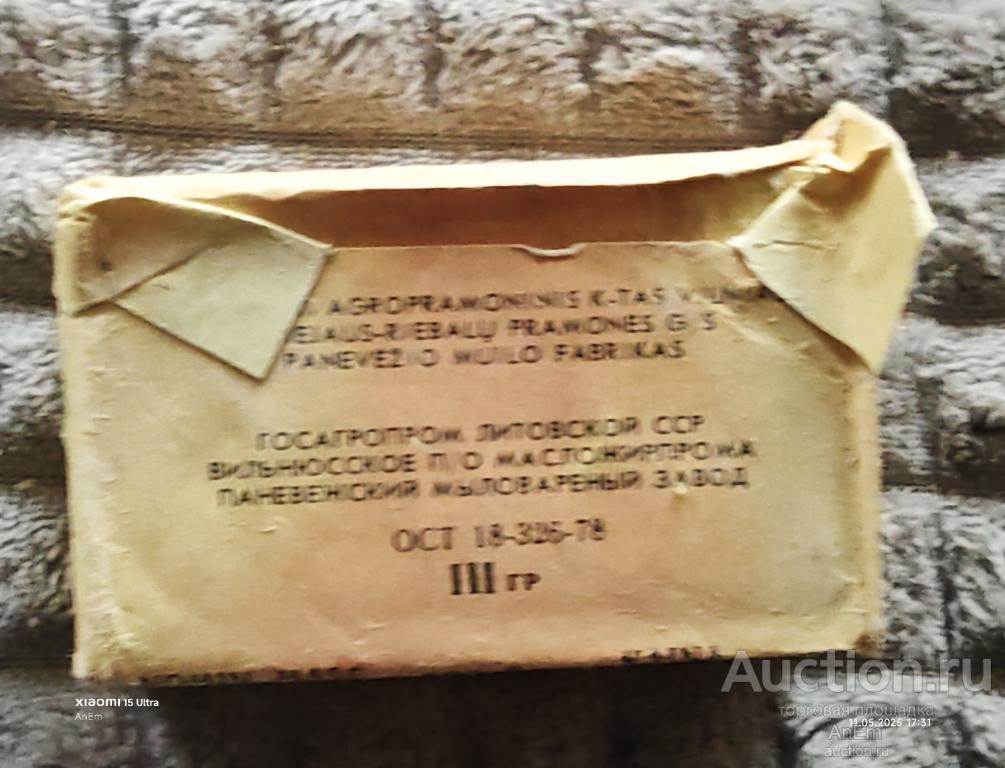 AGROPRAMONINIS K-TAS VILNIAUS
RIEBALŲ PRAMONĖS G/S
PANEVĖŽIO MUILO FABRIKAS
ГОСАГРОПРОМ ЛИТОВСКОЙ ССР
ВИЛЬНЮССКОЕ П/О МАСЛОЖИРПРОМА
ПАНЕВЕЖСКИЙ МЫЛОВАРЕНЫЙ ЗАВОД
ОСТ 18-326-78
III ГР
Auction.ru
торговая площадка
XIAOMI 15 Ultra
AnEm
11.05.2025 17:31
AnEm
auction.ru